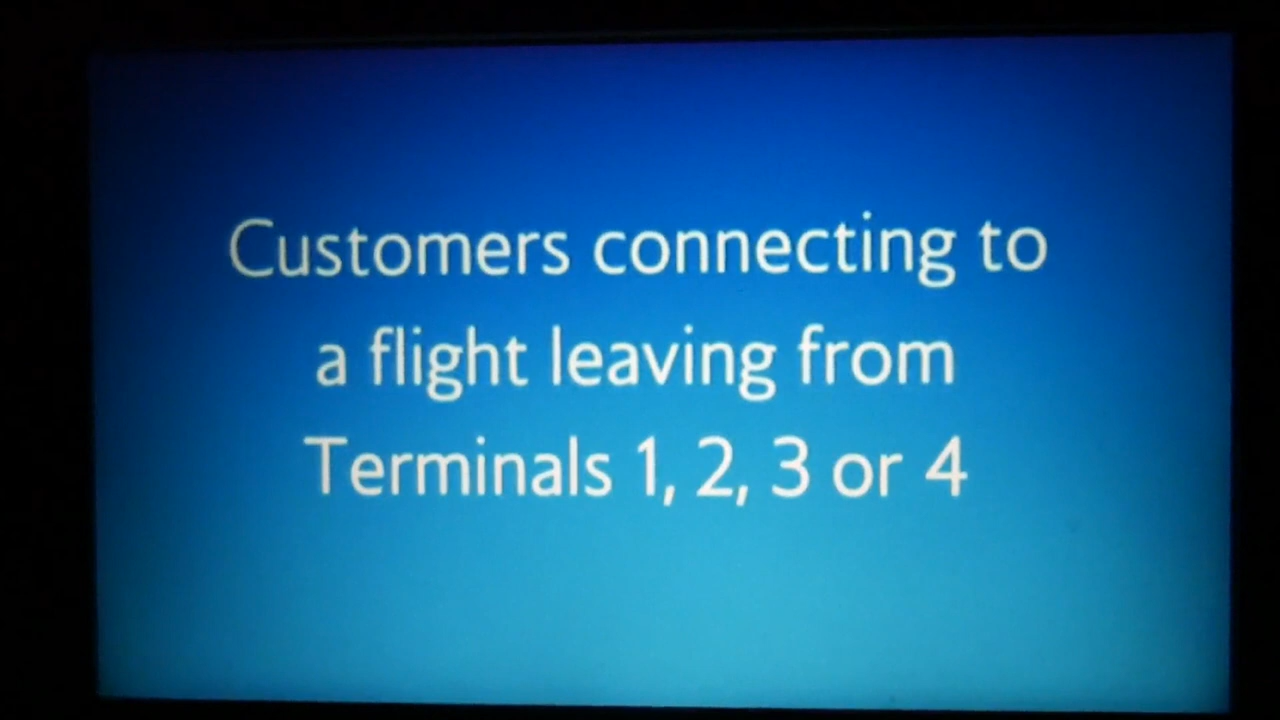 Customers connecting to
a flight leaving from
Terminals 1, 2, 3 or 4